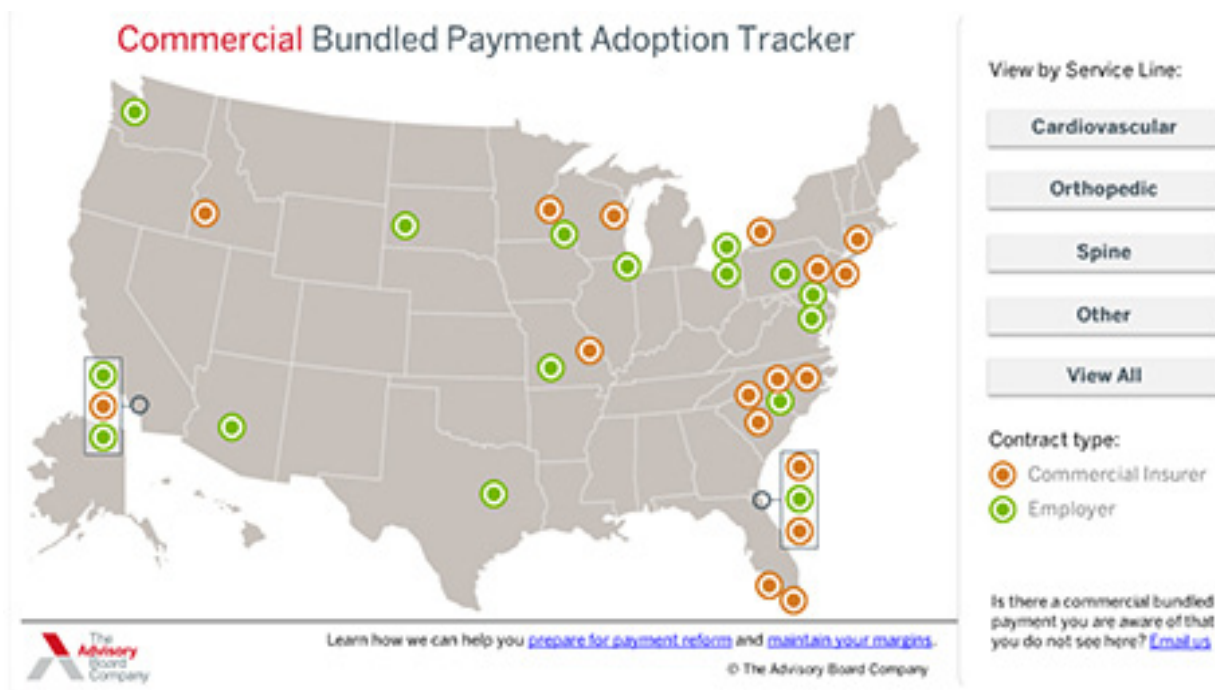 Commercial Bundled Payment Adoption Tracker
View by Service Line:
Cardiovascular
Orthopedic
Spine
Other
View All
Contract type:
Commercial Insurer
Employer
Is there a commercial bundled
payment you are aware of that
you do not see here? Email us
The
Advisory
Board
Company
Learn how we can help you prepare for payment reform and maintain your margins.
© The Advisory Board Company